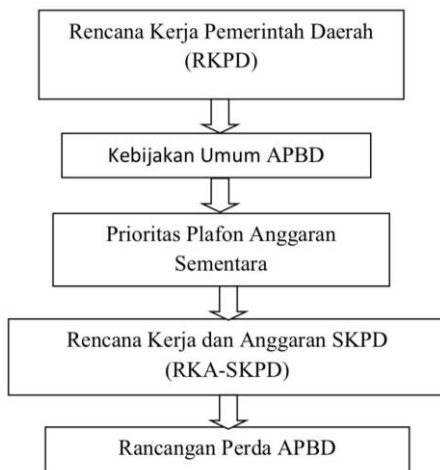 Rencana Kerja Pemerintah Daerah
(RKPD)
Kebijakan Umum APBD
Prioritas Plafon Anggaran
Sementara
Rencana Kerja dan Anggaran SKPD
(RKA-SKPD)
Rancangan Perda APBD